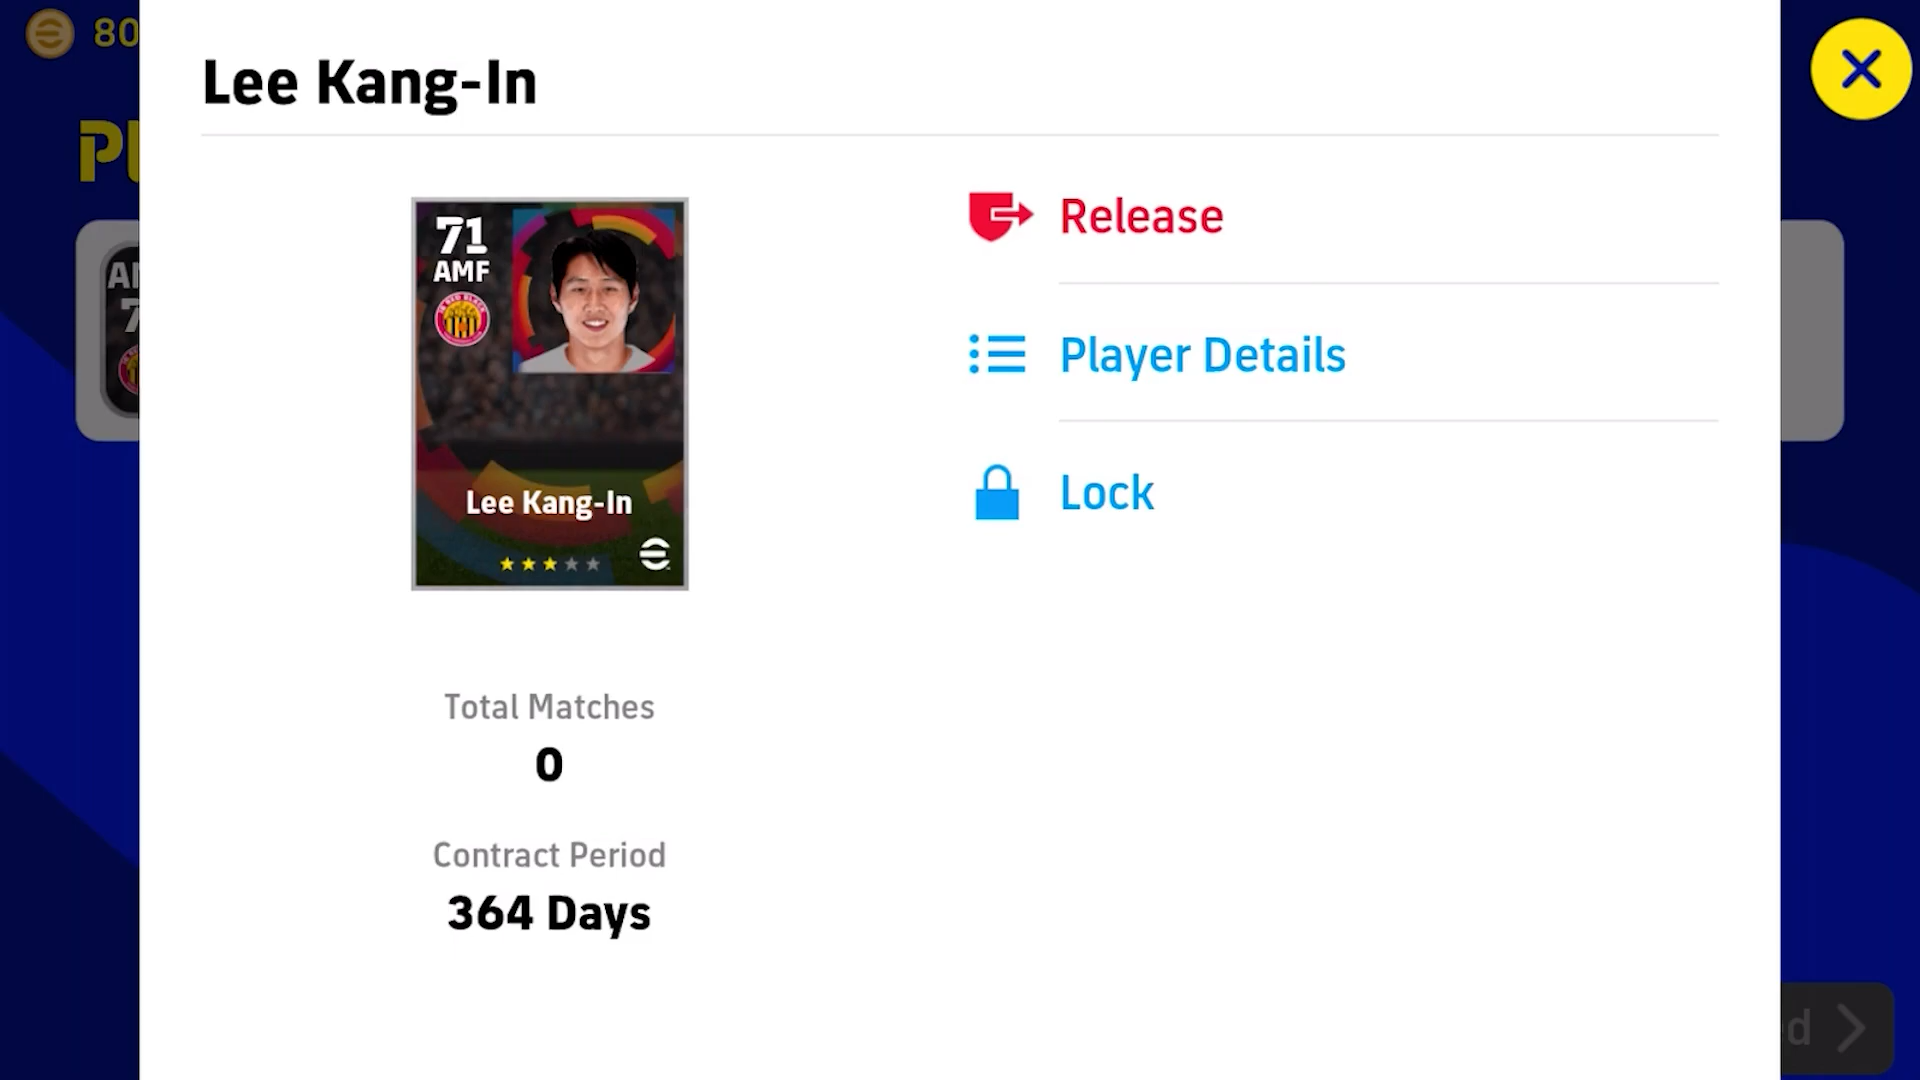 80
Lee Kang-In
Release
71
AMF
Player Details
Lock
Lee Kang-In
Total Matches
0
Contract Period
364 Days